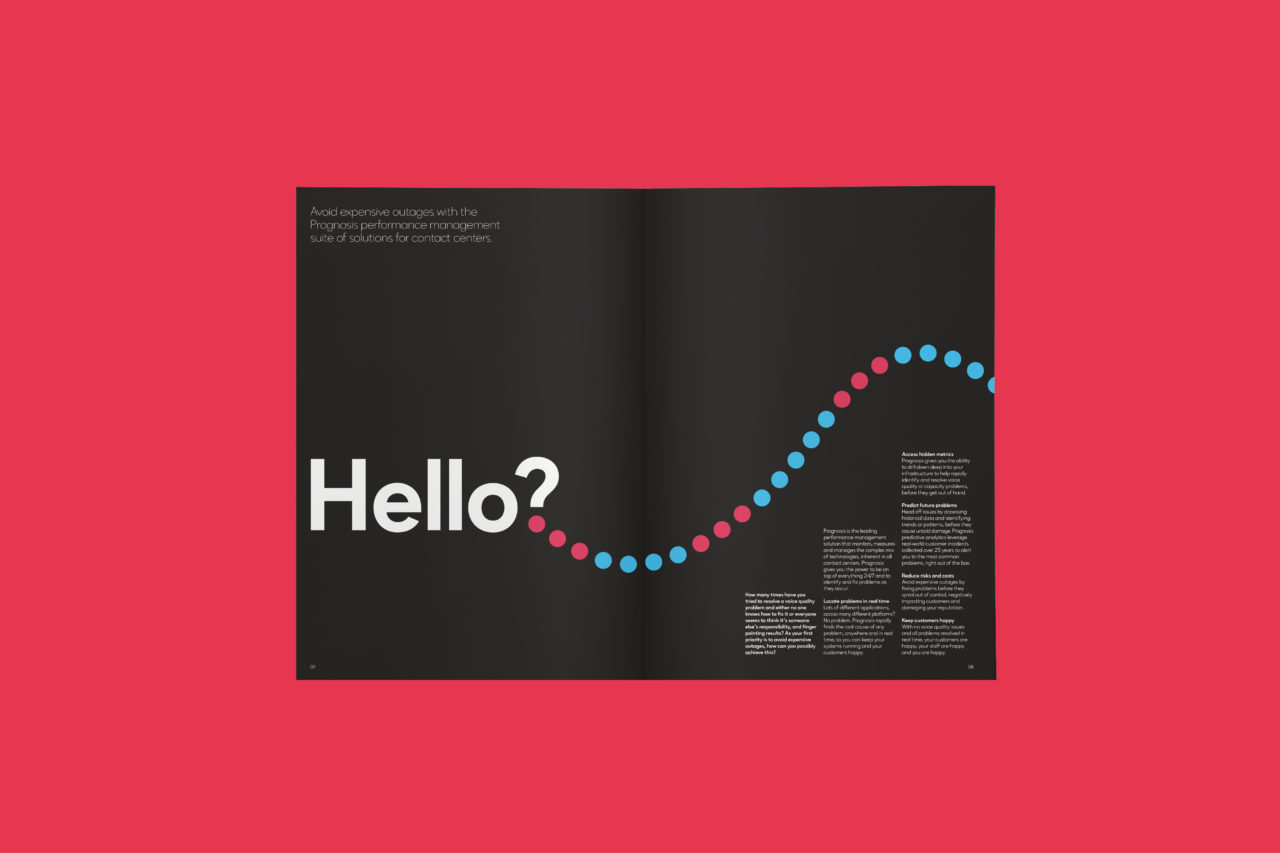 Avoid expensive outages with the
Prognosis performance management
suite of solutions for contact centers.
Hello?
How many times have you
tried to resolve a voice quality
problem and either no one
knows how to fix it or everyone
seems to think it's someone
else's responsibility, and finger
pointing results? As your first
priority is to avoid expensive
outages, how can you possibly
achieve this?
Prognosis is the leading
performance management
solution that monitors, measures
and manages the complex mix
of technologies, inherent in all
contact centers. Prognosis
gives you the power to be on
top of everything 24/7 and to
identify and fix problems as
they occur.
Locate problems in real time
Lots of different applications,
across many different platforms?
No problem. Prognosis rapidly
finds the root cause of any
problem, anywhere and in real
time, so you can keep your
systems running and your
customers happy.
Access hidden metrics
Prognosis gives you the ability
to drill down deep into your
infrastructure to help rapidly
identify and resolve voice
quality or capacity problems,
before they get out of hand.
Predict future problems
Head off issues by accessing
historical data and identifying
trends or patterns, before they
cause untold damage. Prognosis
predictive analytics leverage
real-world customer incidents
collected over 25 years to alert
you to the most common
problems, right out of the box.
Reduce risks and costs
Avoid expensive outages by
fixing problems before they
spiral out of control, negatively
impacting customers and
damaging your reputation.
Keep customers happy
With no voice quality issues
and all problems resolved in
real time, your customers are
happy, your staff are happy
and you are happy.
07
08